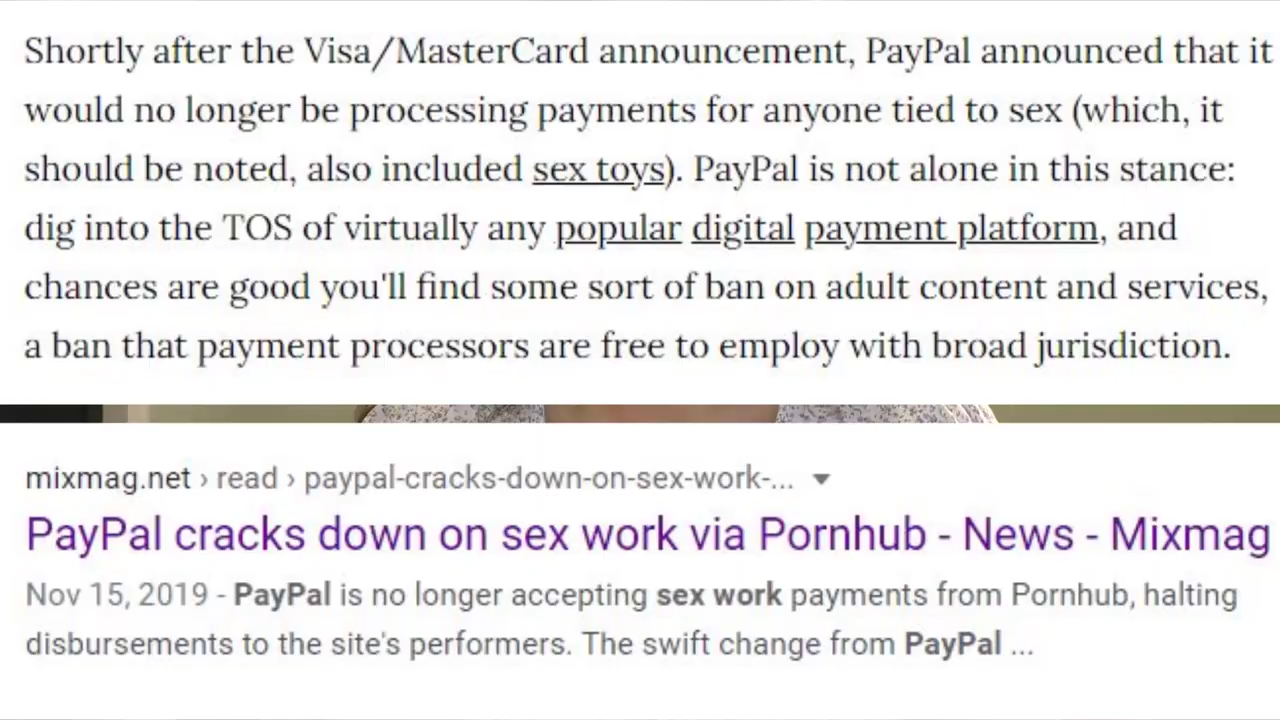 Shortly after the Visa/MasterCard announcement, PayPal announced that it
would no longer be processing payments for anyone tied to sex (which, it
should be noted, also included sex toys). PayPal is not alone in this stance:
dig into the TOS of virtually any popular digital payment platform, and
chances are good you'll find some sort of ban on adult content and services,
a ban that payment processors are free to employ with broad jurisdiction.
mixmag.net › read › paypal-cracks-down-on-sex-work-...
PayPal cracks down on sex work via Pornhub - News - Mixmag
Nov 15, 2019 - PayPal is no longer accepting sex work payments from Pornhub, halting
disbursements to the site's performers. The swift change from PayPal ...